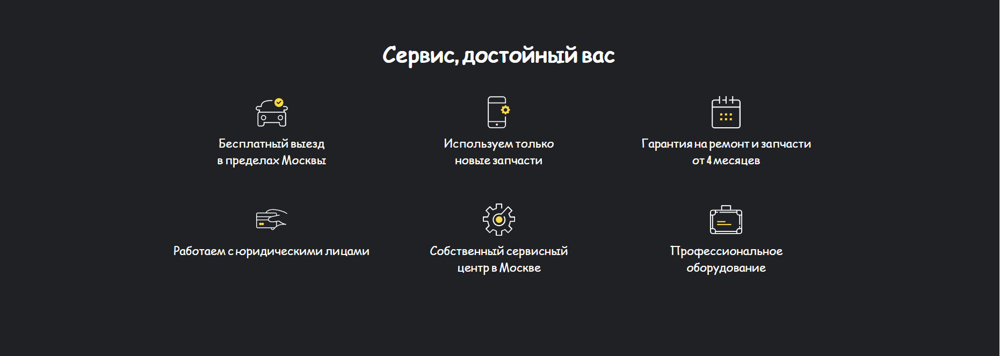 Сервис, достойный вас
Бесплатный выезд
в пределах Москвы
Используем только
новые запчасти
Гарантия на ремонт и запчасти
от 4 месяцев
Работаем с юридическими лицами
Собственный сервисный
центр в Москве
Профессиональное
оборудование